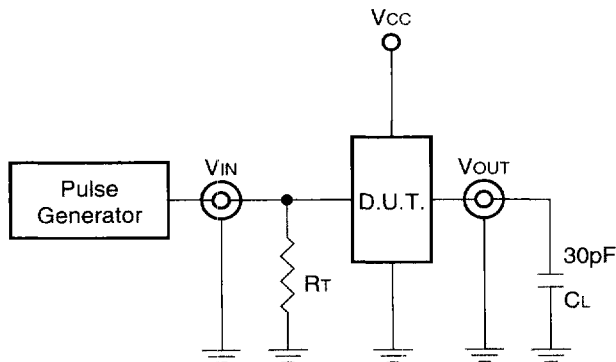 VCC
Pulse
Generator
VIN
D.U.T.
VOUT
RT
30pF
CL